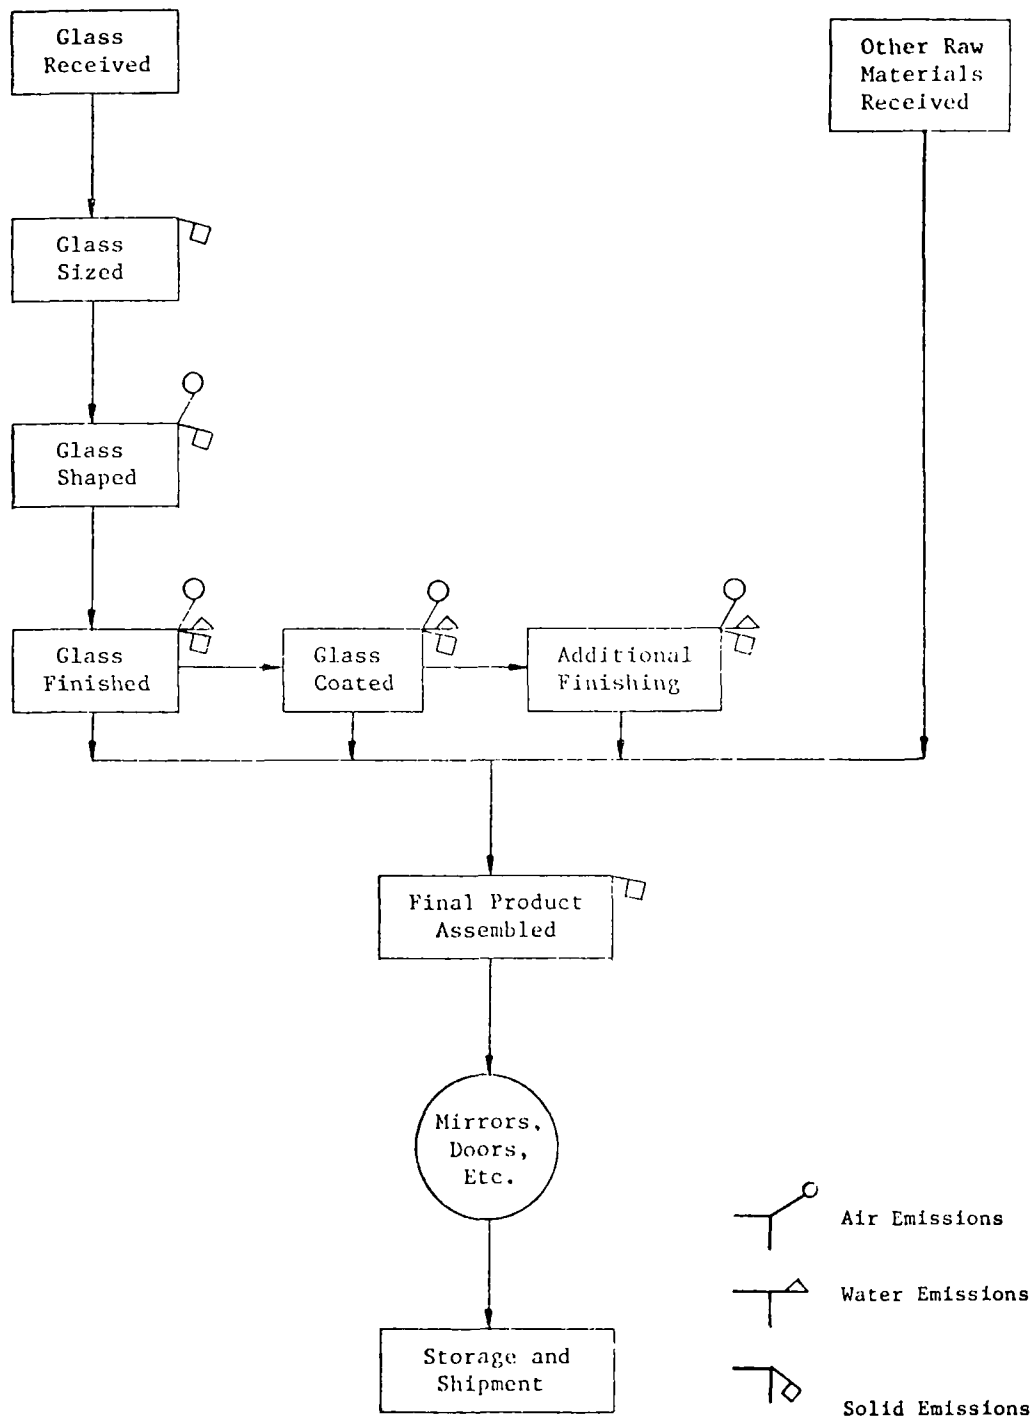 Glass
Received
Other Raw
Materials
Received
Glass
Sized
Glass
Shaped
Glass
Finished
Glass
Coated
Additional
Finishing
Final Product
Assembled
Mirrors,
Doors,
Etc.
Air Emissions
Water Emissions
Storage and
Shipment
Solid Emissions